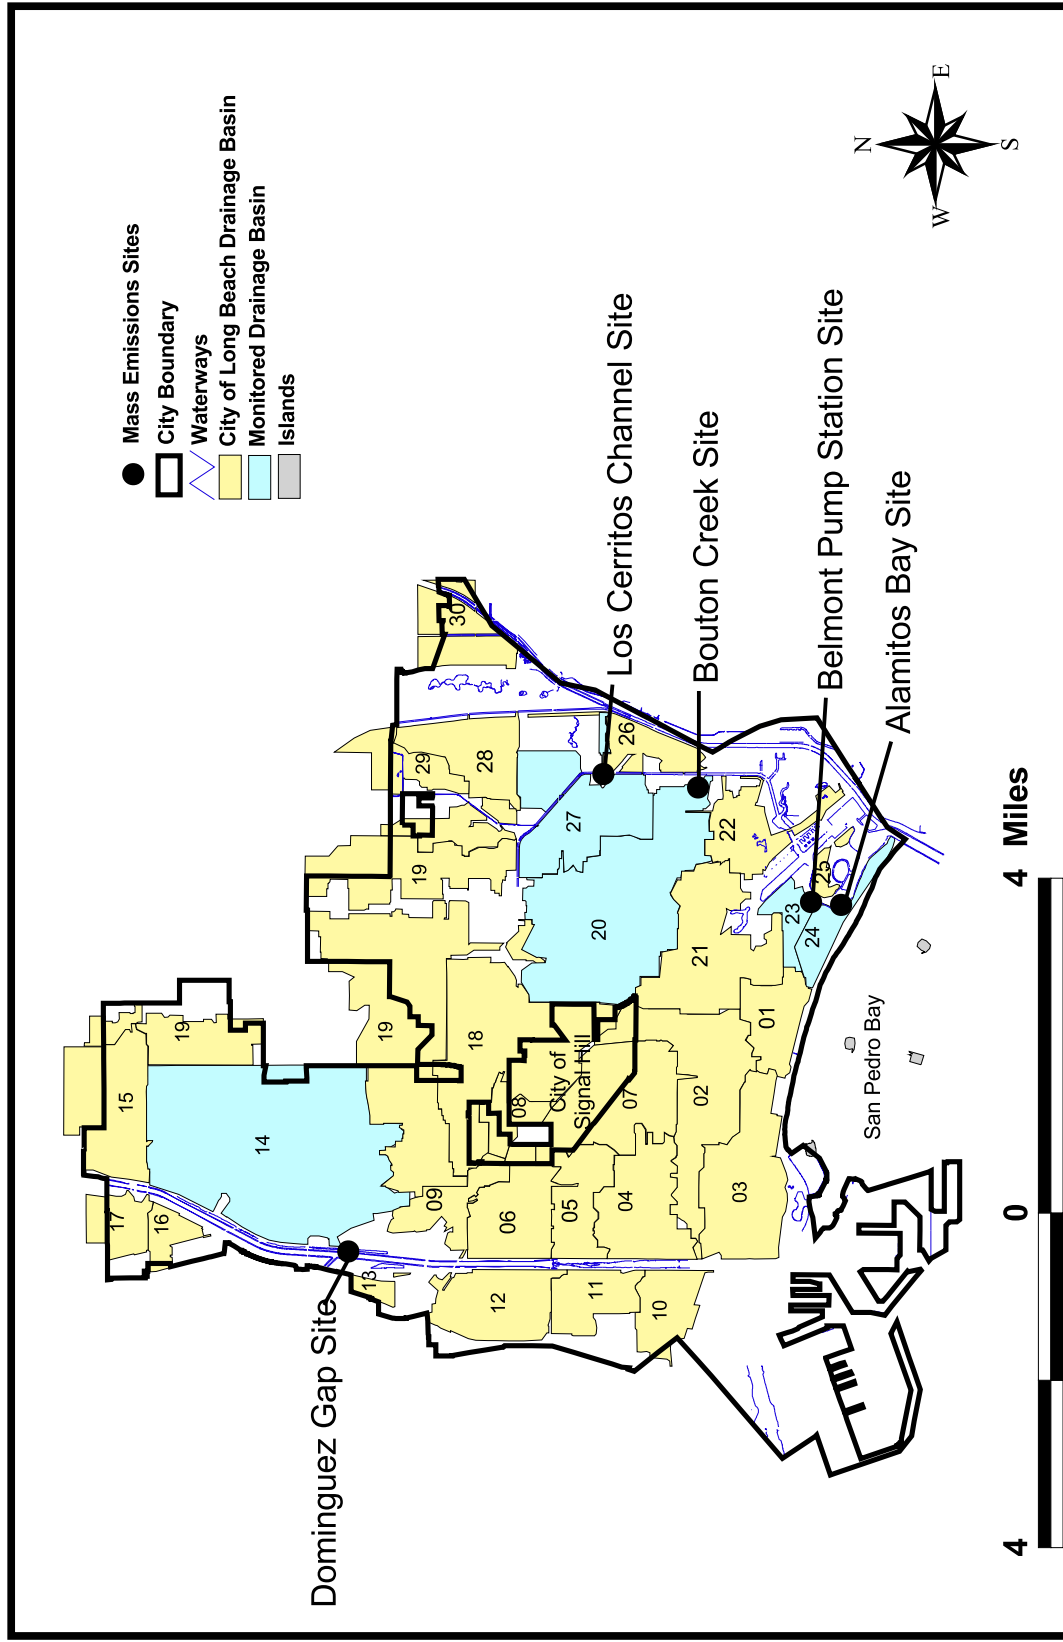 Mass Emissions Sites
City Boundary
Waterways
City of Long Beach Drainage Basin
Monitored Drainage Basin
Islands
N
E
S
W
Dominguez Gap Site
Los Cerritos Channel Site
Bouton Creek Site
Belmont Pump Station Site
Alamitos Bay Site
17
15
19
16
14
13
19
19
29
30
09
18
28
12
06
08
City of
Signal Hill
27
26
11
05
04
07
20
10
02
21
22
03
01
23
24
25
San Pedro Bay
4
0
4 Miles